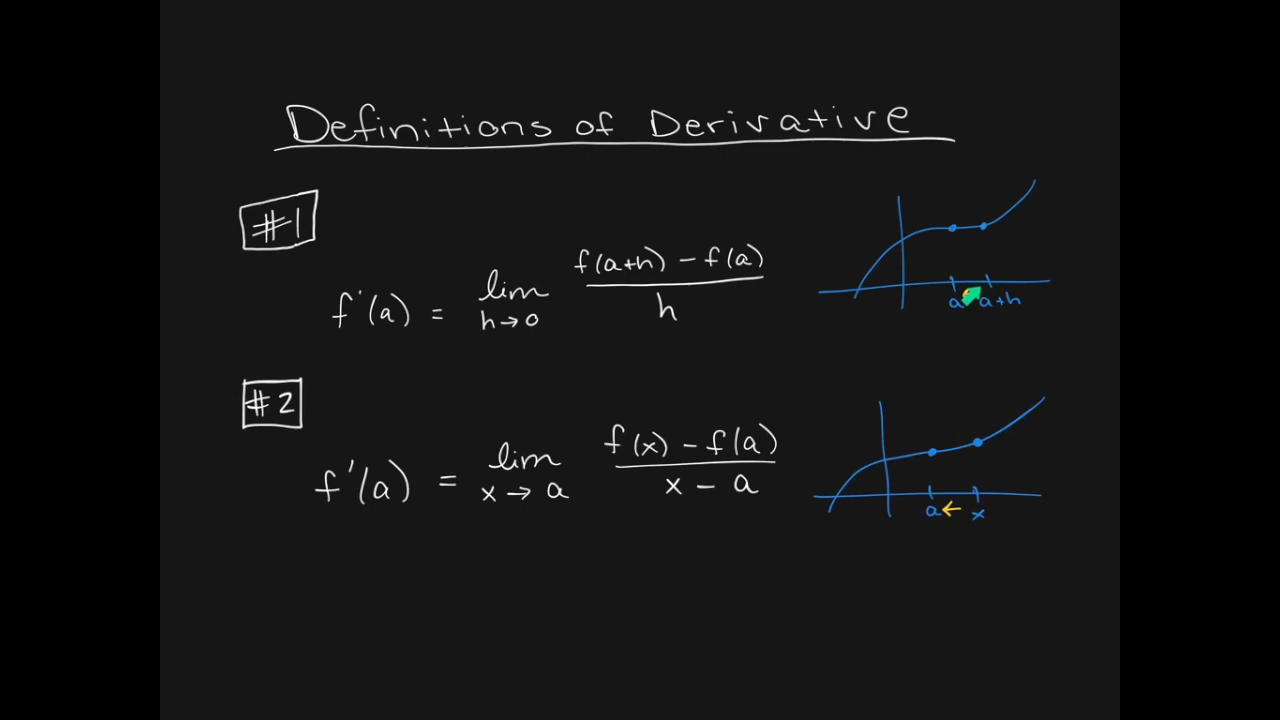 Definitions of Derivative
#1
f'(a) = lim h→0 f(a+h) - f(a) / h
a a+h
#2
f'(a) = lim x→a f(x) - f(a) / x - a
a ← x